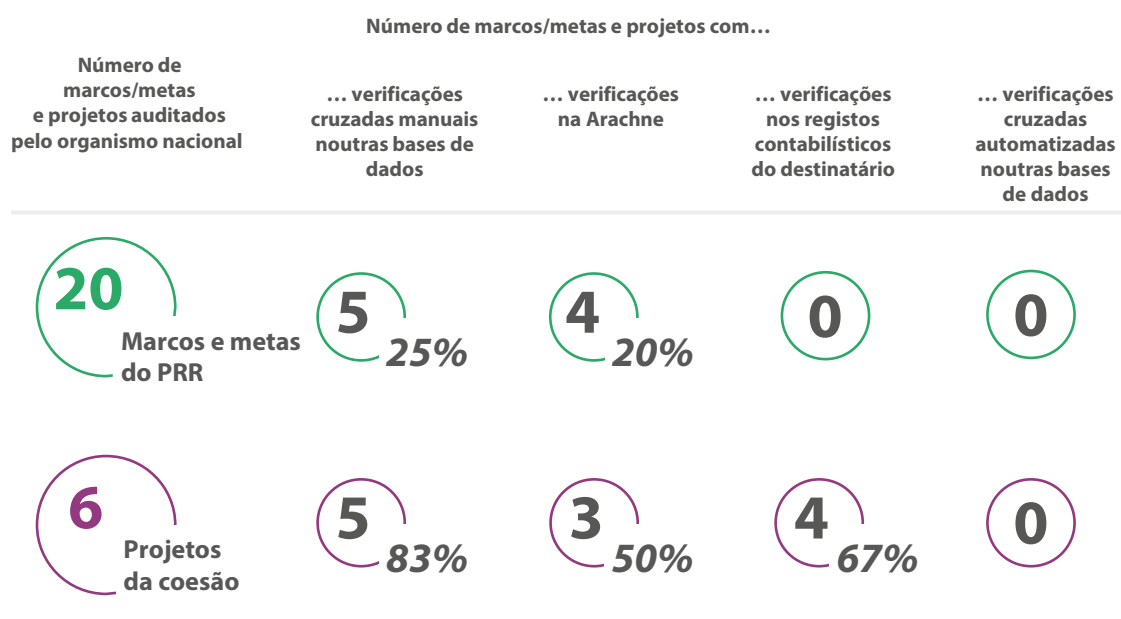 Número de marcos/metas e projetos com…
Número de
marcos/metas
e projetos auditados
pelo organismo nacional
… verificações
cruzadas manuais
noutras bases de
dados
… verificações
na Arachne
… verificações
nos registos
contabilísticos
do destinatário
… verificações
cruzadas
automatizadas
noutras bases
de dados
20
Marcos e metas
do PRR
5
25%
4
20%
0
0
6
Projetos
da coesão
5
83%
3
50%
4
67%
0